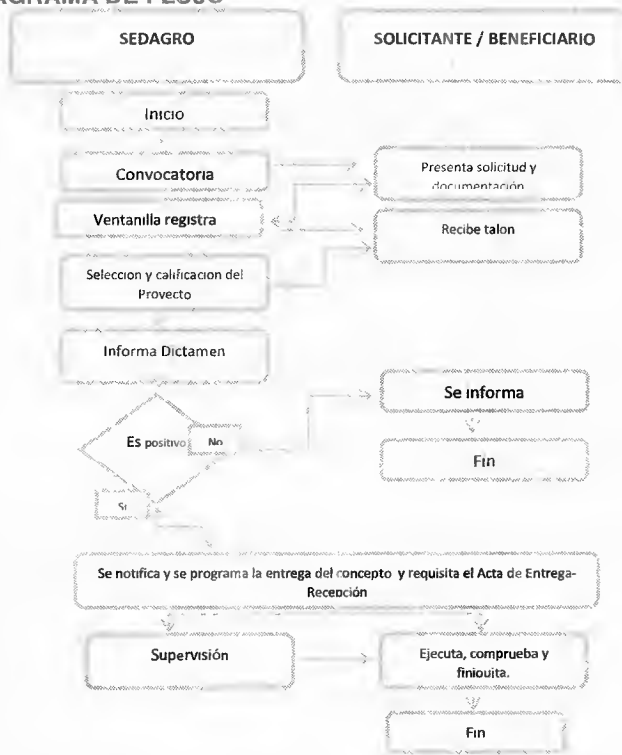 DIAGRAMA DE FLUJO
SEDAGRO
SOLICITANTE / BENEFICIARIO
Inicio
Convocatoria
Presenta solicitud y
documentación
Ventanilla registra
Recibe talon
Seleccion y calificacion del
Proyecto
Informa Dictamen
Es positivo
No
Se informa
Fin
Si
Se notifica y se programa la entrega del concepto y requisita el Acta de Entrega-
Recepción
Supervisión
Ejecuta, comprueba y
finiquita.
Fin